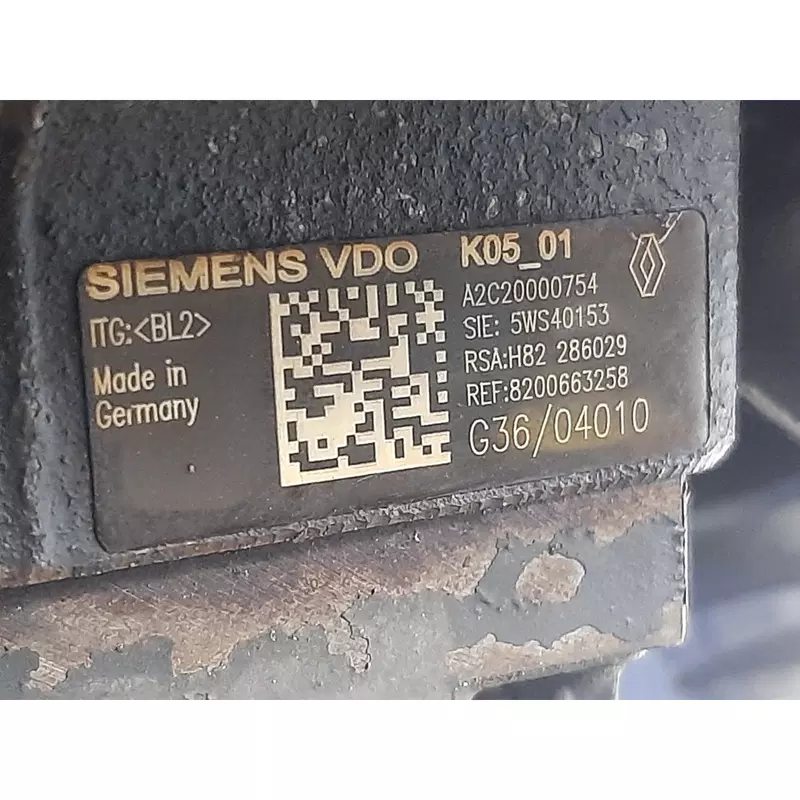 SIEMENS VDO
K05_01
A2C20000754
ITG:<BL2>
SIE: 5WS40153
Made in
Germany
RSA:H82 286029
REF:8200663258
G36/04010